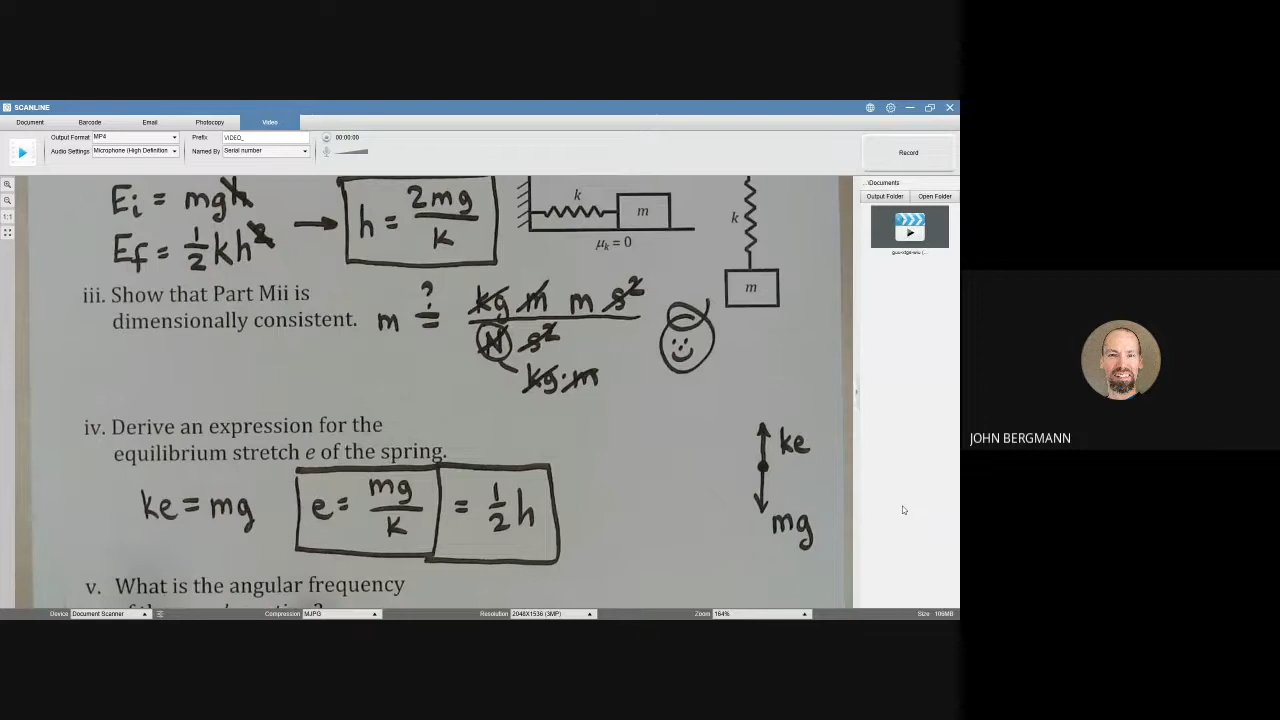 SCANLINE
Document Barcode Email Photocopy Video
Output Format MP4 Prefix VIDEO_ 00:00:00
Audio Settings Microphone (High Definition Named By Serial number
Record
...\Documents
Output Folder Open Folder
1:1
Ei = mgh
Ef = 1/2 kh²
→ h = 2mg/k
k m
μk = 0
k
m
iii. Show that Part Mii is
dimensionally consistent.
m ?= kg m m s² / N s²
kg·m
iv. Derive an expression for the
equilibrium stretch e of the spring.
ke = mg e = mg/k = 1/2 h
ke
mg
v. What is the angular frequency
Device Document Scanner Compression MJPG Resolution 2048X1536 (3MP) Zoom 164% Size : 106MB
JOHN BERGMANN